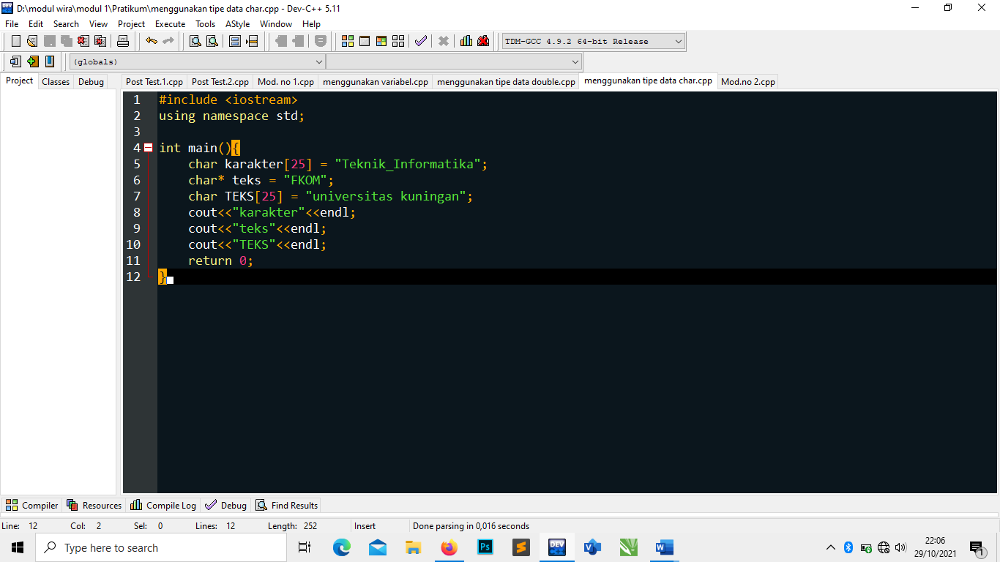 D:\modul wira\modul 1\Pratikum\menggunakan tipe data char.cpp - Dev-C++ 5.11
File Edit Search View Project Execute Tools AStyle Window Help
TDM-GCC 4.9.2 64-bit Release
(globals)
Project Classes Debug Post Test.1.cpp Post Test.2.cpp Mod. no 1.cpp menggunakan variabel.cpp menggunakan tipe data double.cpp menggunakan tipe data char.cpp Mod.no 2.cpp
1 #include <iostream>
2 using namespace std;
3
4 int main(){
5 char karakter[25] = "Teknik_Informatika";
6 char* teks = "FKOM";
7 char TEKS[25] = "universitas kuningan";
8 cout<<"karakter"<<endl;
9 cout<<"teks"<<endl;
10 cout<<"TEKS"<<endl;
11 return 0;
12 }
Compiler Resources Compile Log Debug Find Results
Line: 12 Col: 2 Sel: 0 Lines: 12 Length: 252 Insert Done parsing in 0,016 seconds
Type here to search
Ps
DEV
22:06
29/10/2021
1